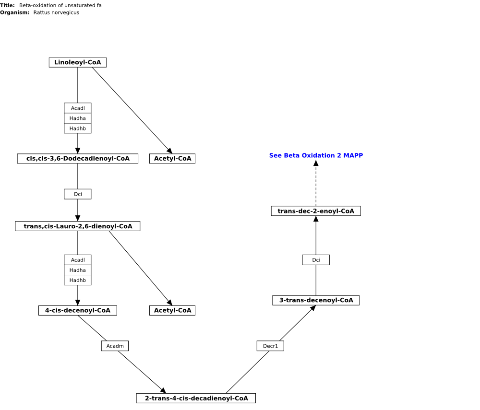 Title: Beta-oxidation of unsaturated fa
Organism: Rattus norvegicus
Linoleoyl-CoA
Acadl
Hadha
Hadhb
cis,cis-3,6-Dodecadienoyl-CoA
Acetyl-CoA
See Beta Oxidation 2 MAPP
Dci
trans-dec-2-enoyl-CoA
trans,cis-Lauro-2,6-dienoyl-CoA
Acadl
Hadha
Hadhb
Dci
3-trans-decenoyl-CoA
4-cis-decenoyl-CoA
Acetyl-CoA
Acadm
Decr1
2-trans-4-cis-decadienoyl-CoA